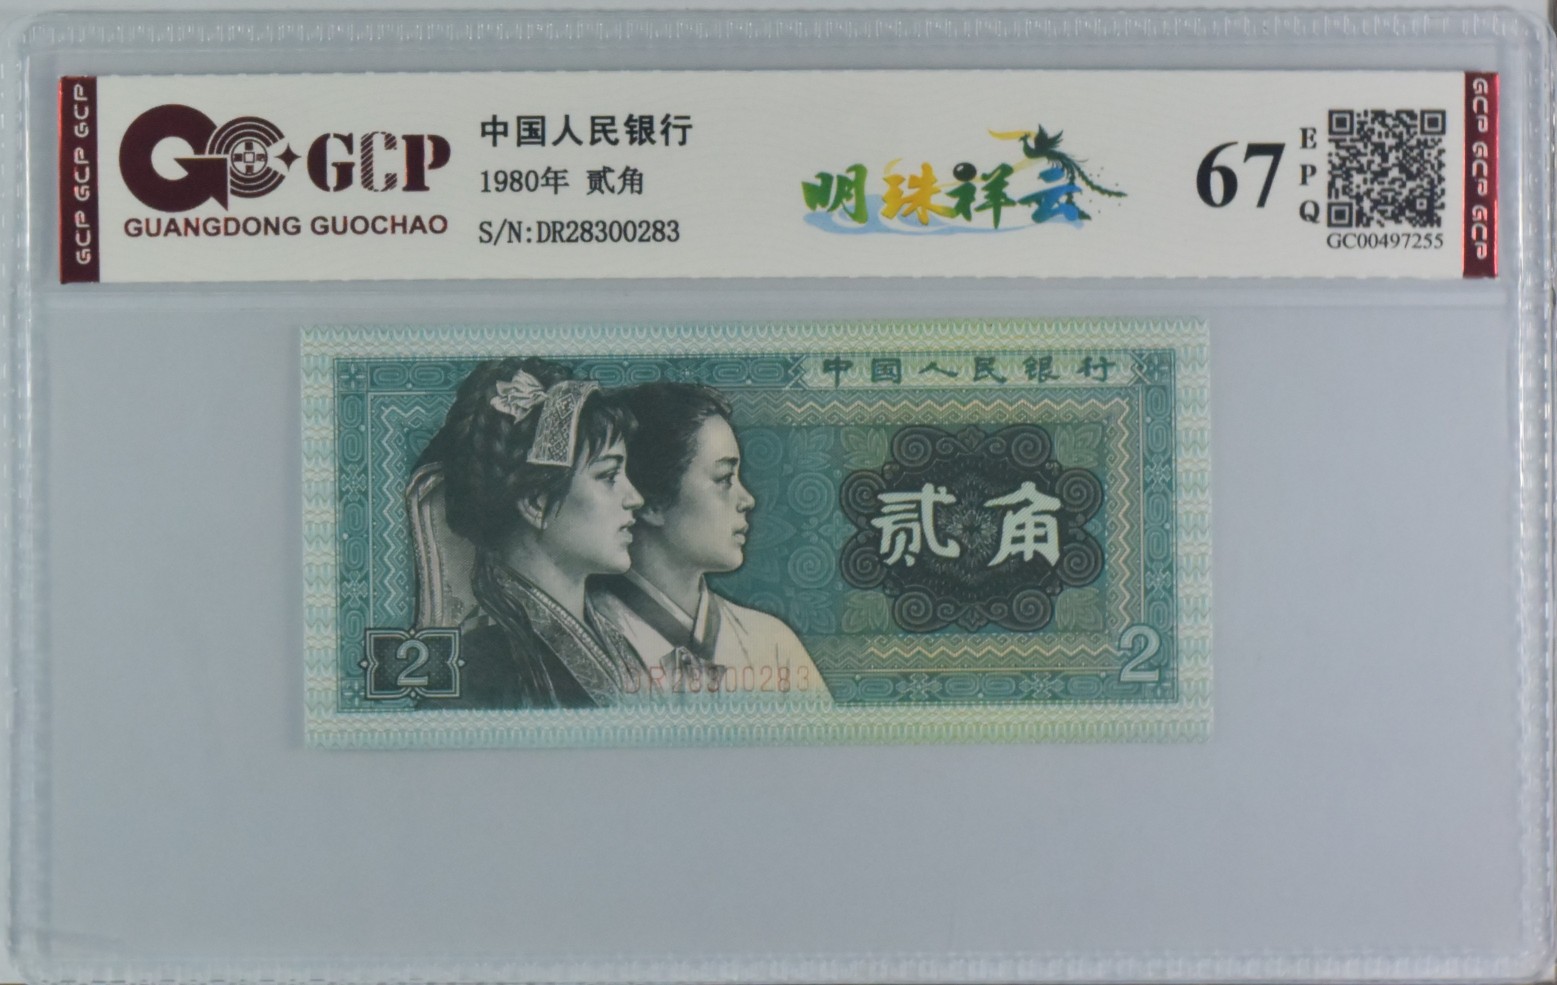 GCP GCP GCP
GCP
GUANGDONG GUOCHAO
中国人民银行
1980年 贰角
S/N:DR28300283
明珠祥云
67
EPQ
GC00497255
GCP GCP GCP
中国人民银行
贰角
2
2
DR28300283